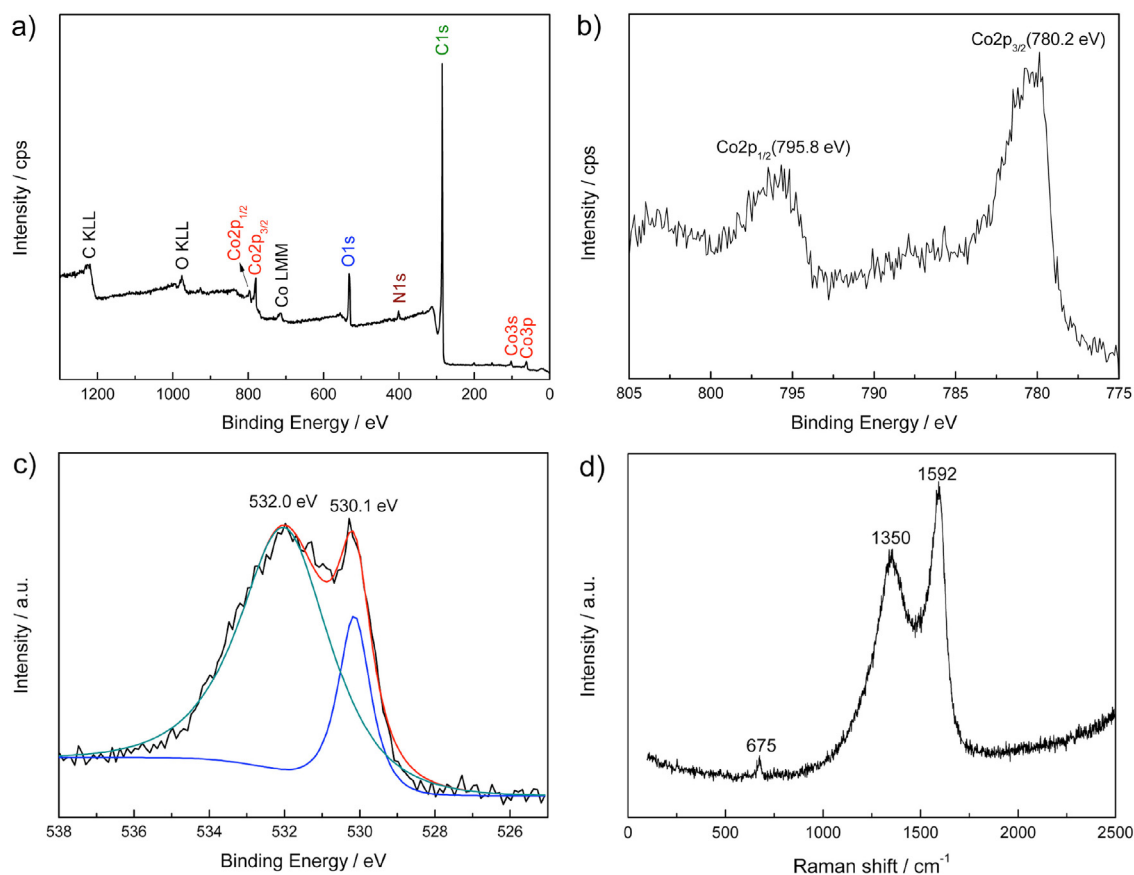 a)
Intensity / cps
C KLL
O KLL
Co2p1/2
Co2p3/2
Co LMM
O1s
N1s
C1s
Co3s
Co3p
1200 1000 800 600 400 200 0
Binding Energy / eV
b)
Intensity / cps
Co2p3/2(780.2 eV)
Co2p1/2(795.8 eV)
805 800 795 790 785 780 775
Binding Energy / eV
c)
Intensity / a.u.
532.0 eV 530.1 eV
538 536 534 532 530 528 526
Binding Energy / eV
d)
Intensity / a.u.
1592
1350
675
0 500 1000 1500 2000 2500
Raman shift / cm-1